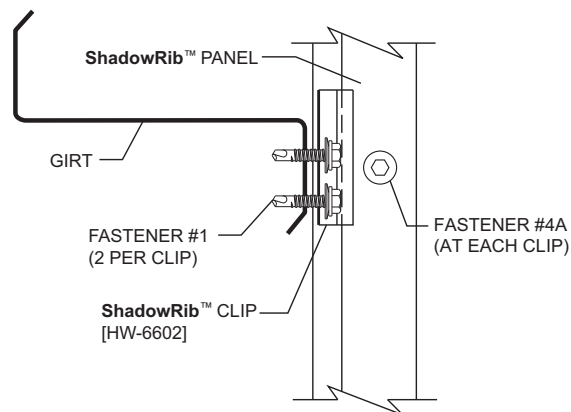 ShadowRib™ PANEL
GIRT
FASTENER #1
(2 PER CLIP)
FASTENER #4A
(AT EACH CLIP)
ShadowRib™ CLIP
[HW-6602]